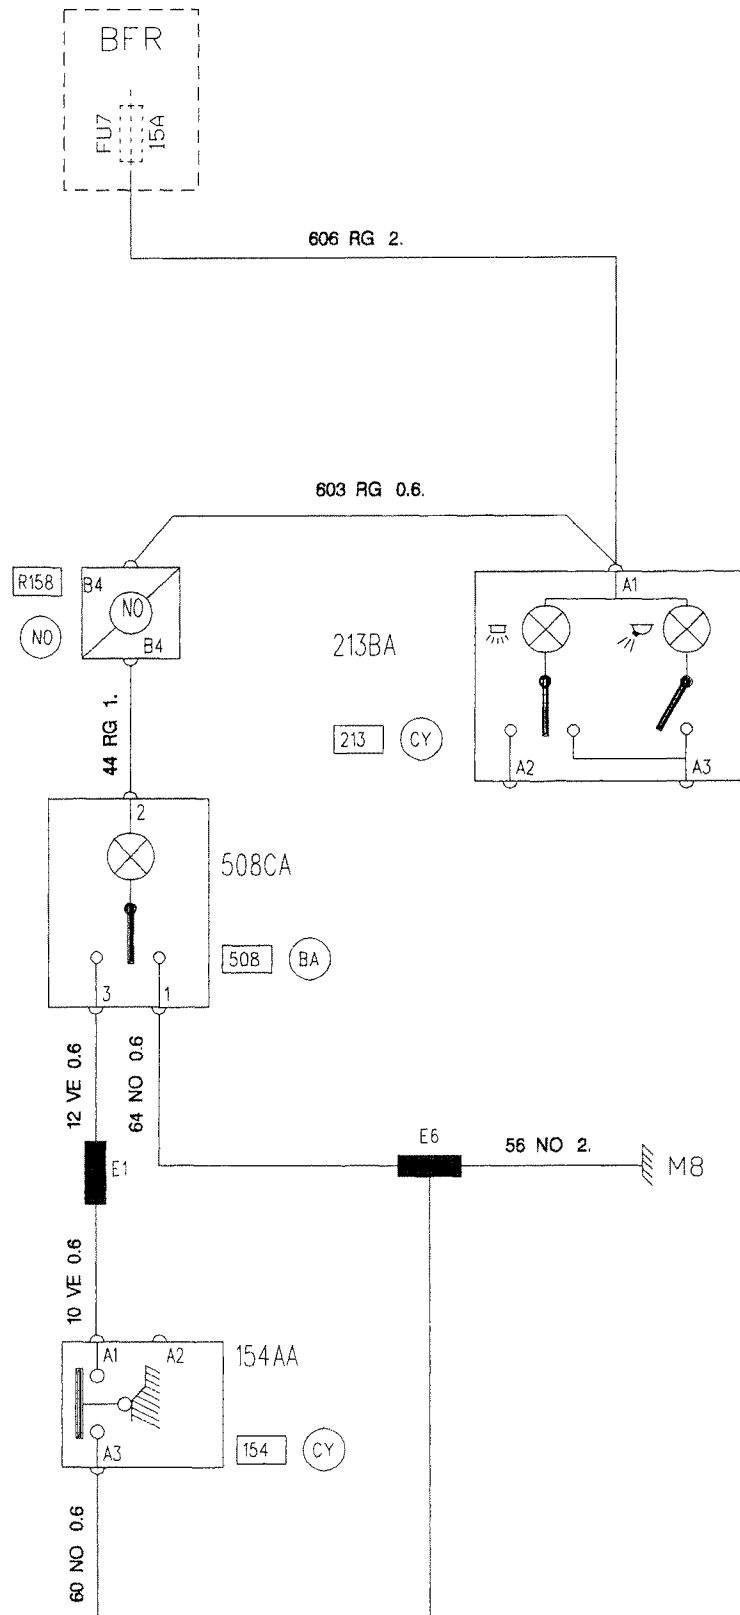 BFR
FU7
15A
606 RG 2.
603 RG 0.6.
R158
B4
NO
B4
NO
44 RG 1.
A1
213BA
213
CY
A2
A3
2
508CA
508
BA
3
1
12 VE 0.6
64 NO 0.6
E1
E6
56 NO 2.
M8
10 VE 0.6
A1
A2
154AA
A3
154
CY
60 NO 0.6